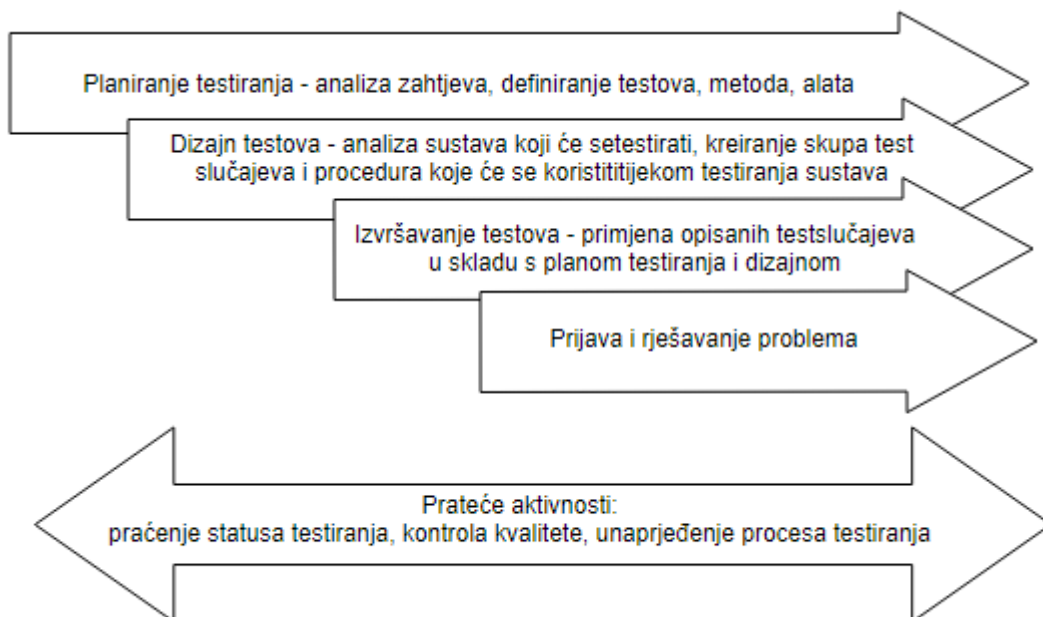 Planiranje testiranja - analiza zahtjeva, definiranje testova, metoda, alata
Dizajn testova - analiza sustava koji će setestirati, kreiranje skupa test
slučajeva i procedura koje će se koristititijekom testiranja sustava
Izvršavanje testova - primjena opisanih testslučajeva
u skladu s planom testiranja i dizajnom
Prijava i rješavanje problema
Prateće aktivnosti:
praćenje statusa testiranja, kontrola kvalitete, unaprjeđenje procesa testiranja